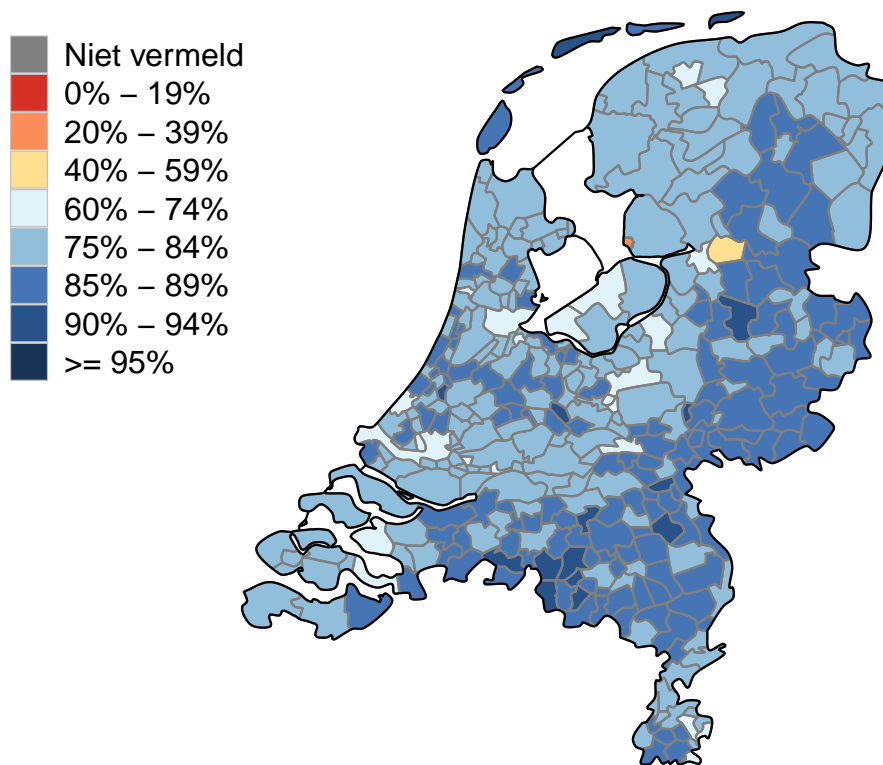 Niet vermeld
0% − 19%
20% − 39%
40% − 59%
60% − 74%
75% − 84%
85% − 89%
90% − 94%
>= 95%